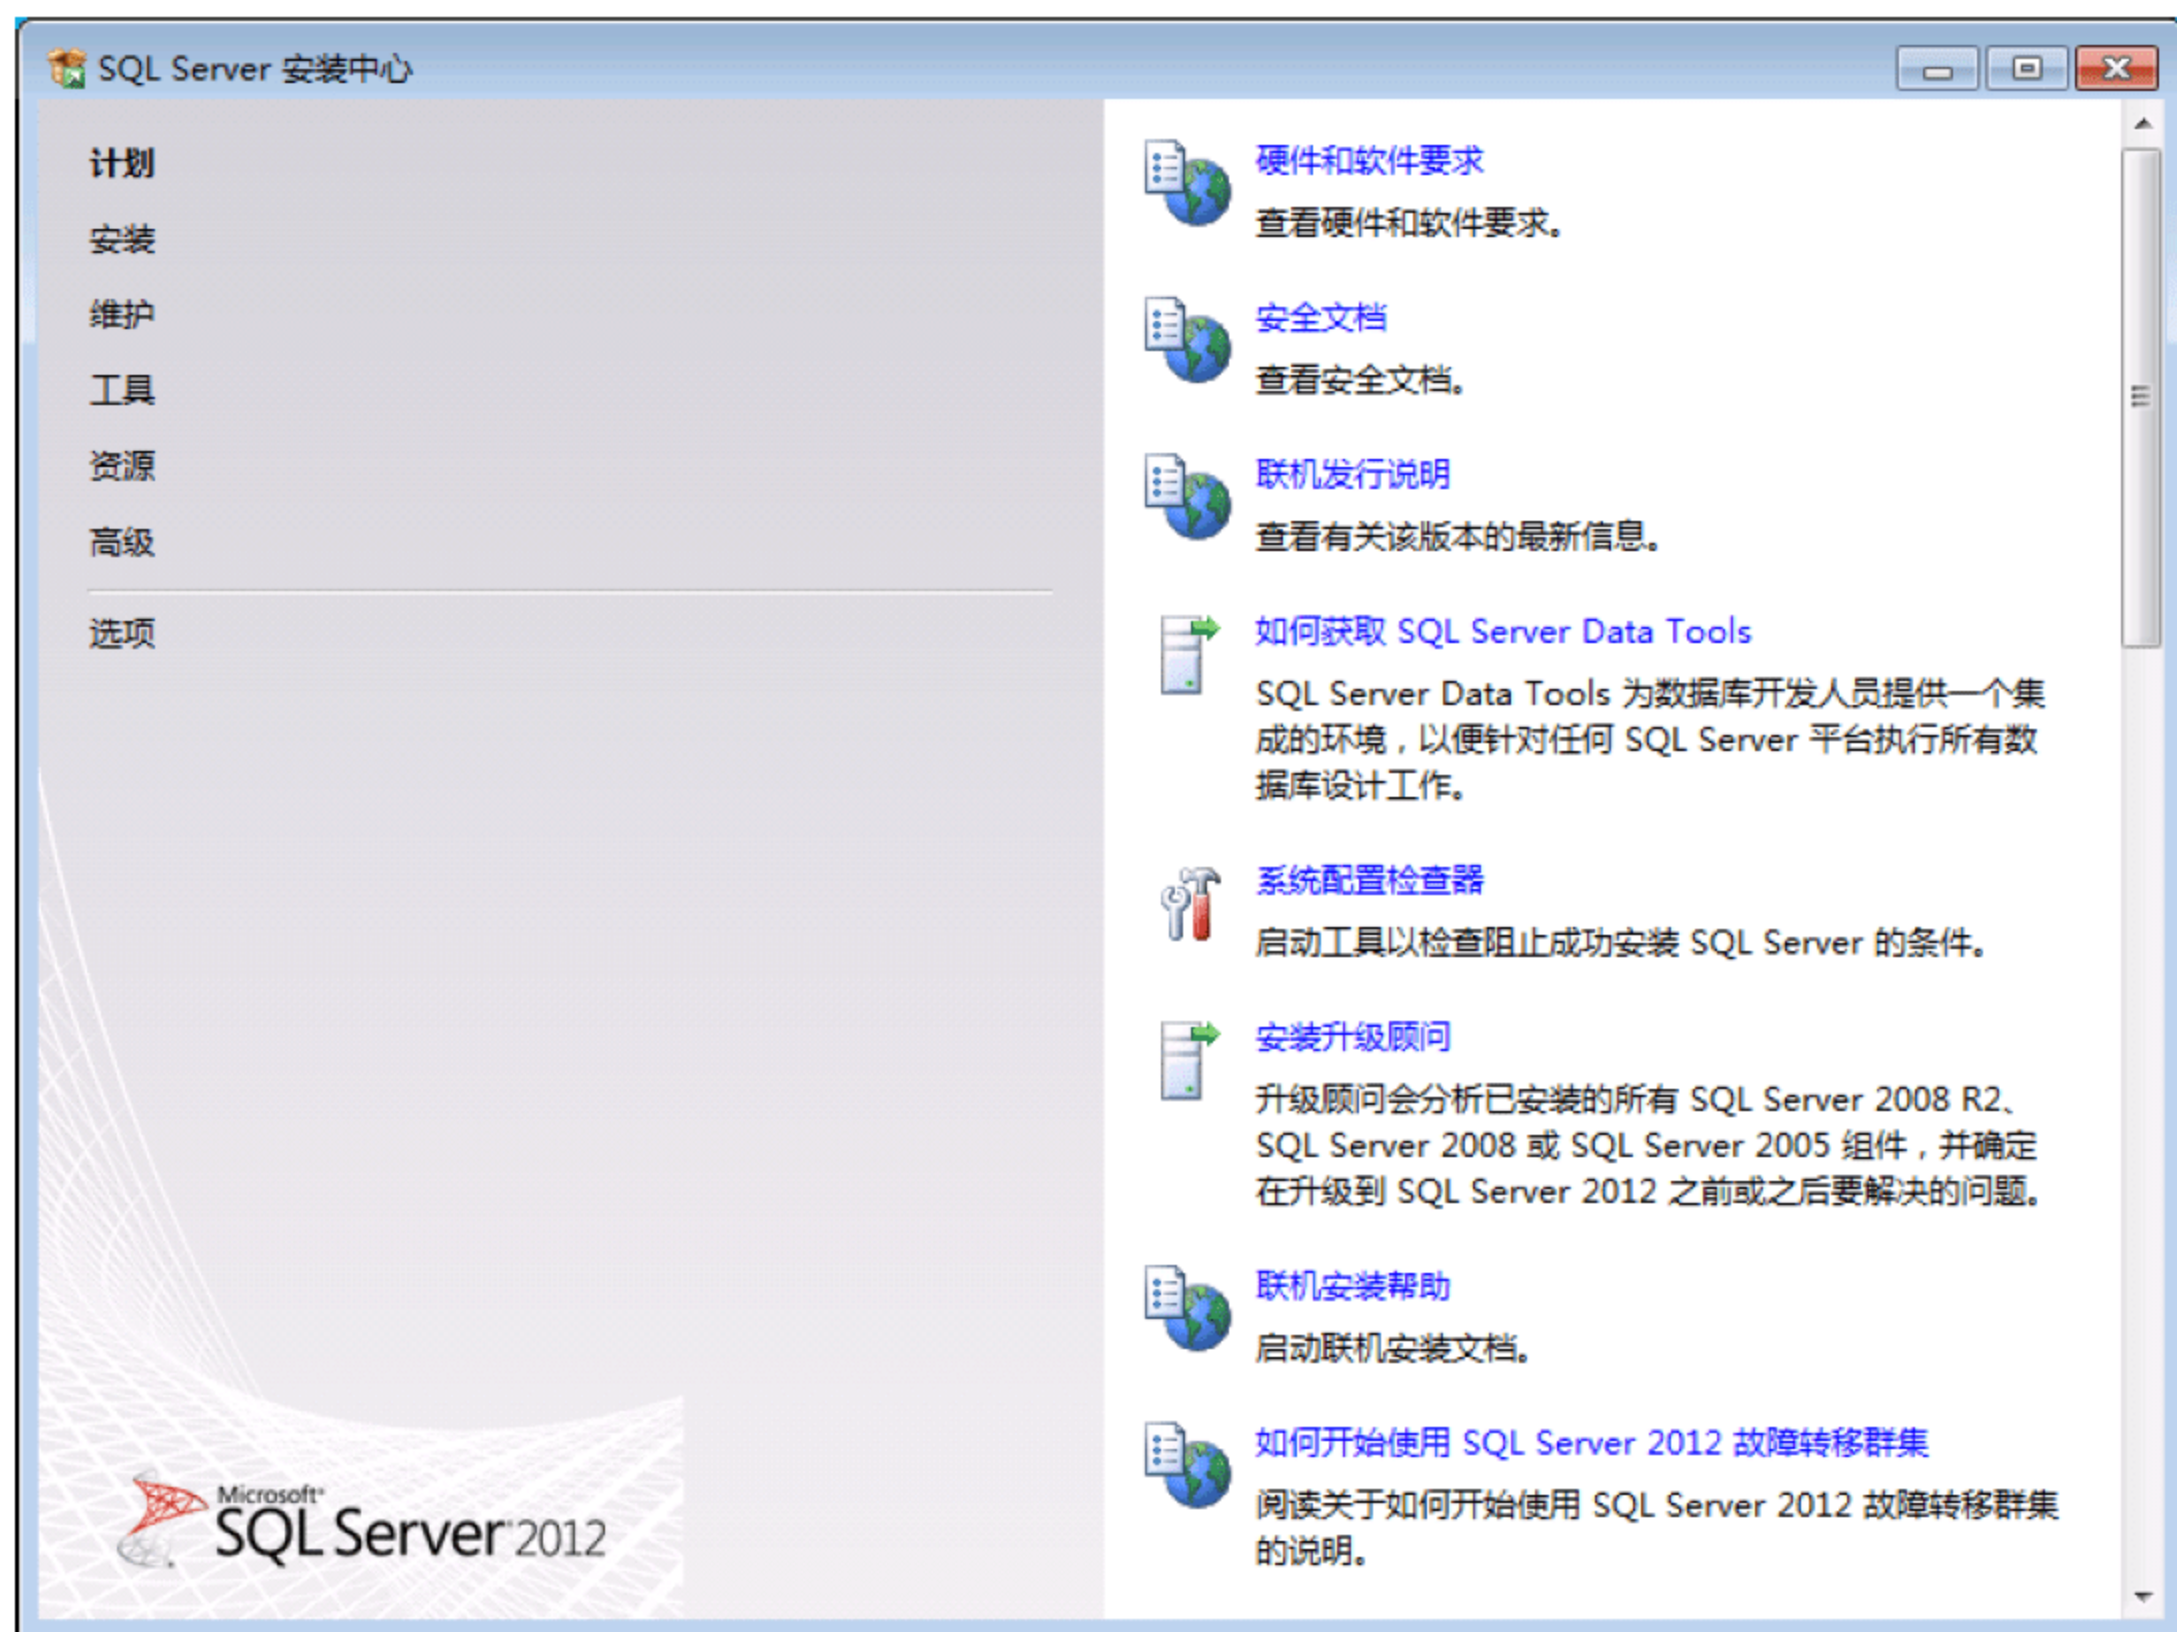 SQL Server 安装中心
计划
安装
维护
工具
资源
高级
选项
Microsoft®
SQL Server® 2012
硬件和软件要求
查看硬件和软件要求。
安全文档
查看安全文档。
联机发行说明
查看有关该版本的最新信息。
如何获取 SQL Server Data Tools
SQL Server Data Tools 为数据库开发人员提供一个集
成的环境，以便针对任何 SQL Server 平台执行所有数
据库设计工作。
系统配置检查器
启动工具以检查阻止成功安装 SQL Server 的条件。
安装升级顾问
升级顾问会分析已安装的所有 SQL Server 2008 R2、
SQL Server 2008 或 SQL Server 2005 组件，并确定
在升级到 SQL Server 2012 之前或之后要解决的问题。
联机安装帮助
启动联机安装文档。
如何开始使用 SQL Server 2012 故障转移群集
阅读关于如何开始使用 SQL Server 2012 故障转移群集
的说明。